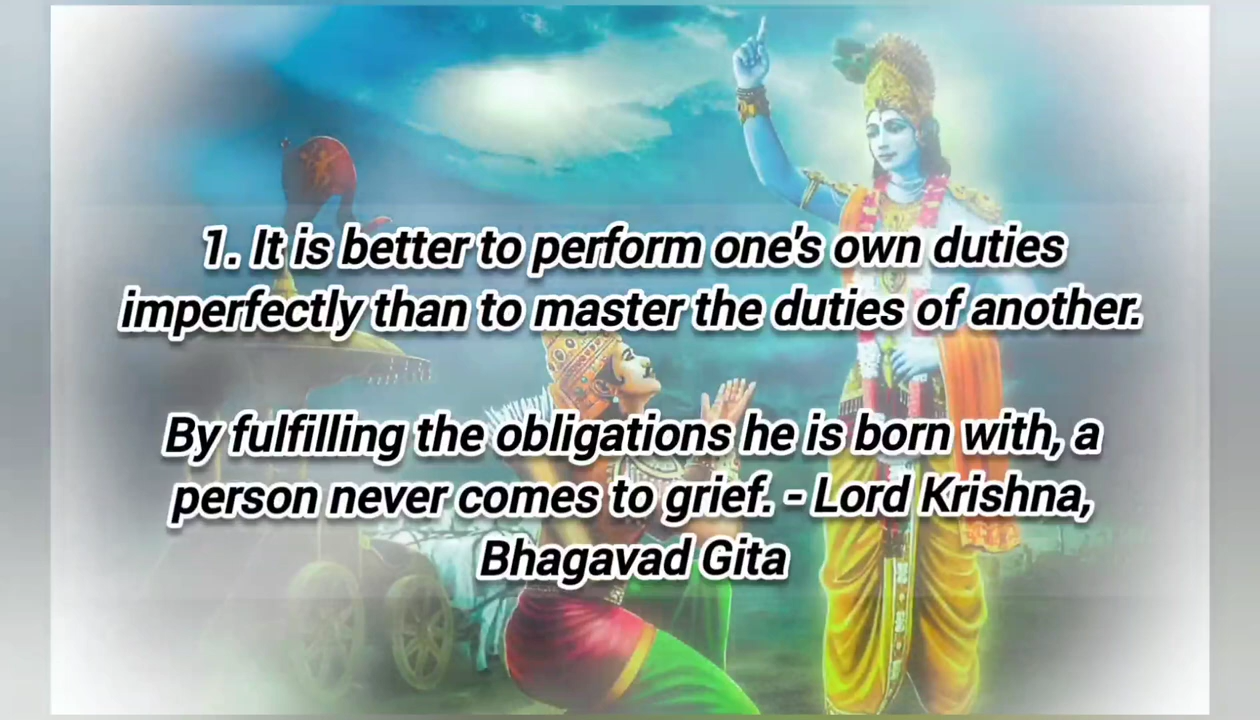 1. It is better to perform one's own duties
imperfectly than to master the duties of another.
By fulfilling the obligations he is born with, a
person never comes to grief. - Lord Krishna,
Bhagavad Gita